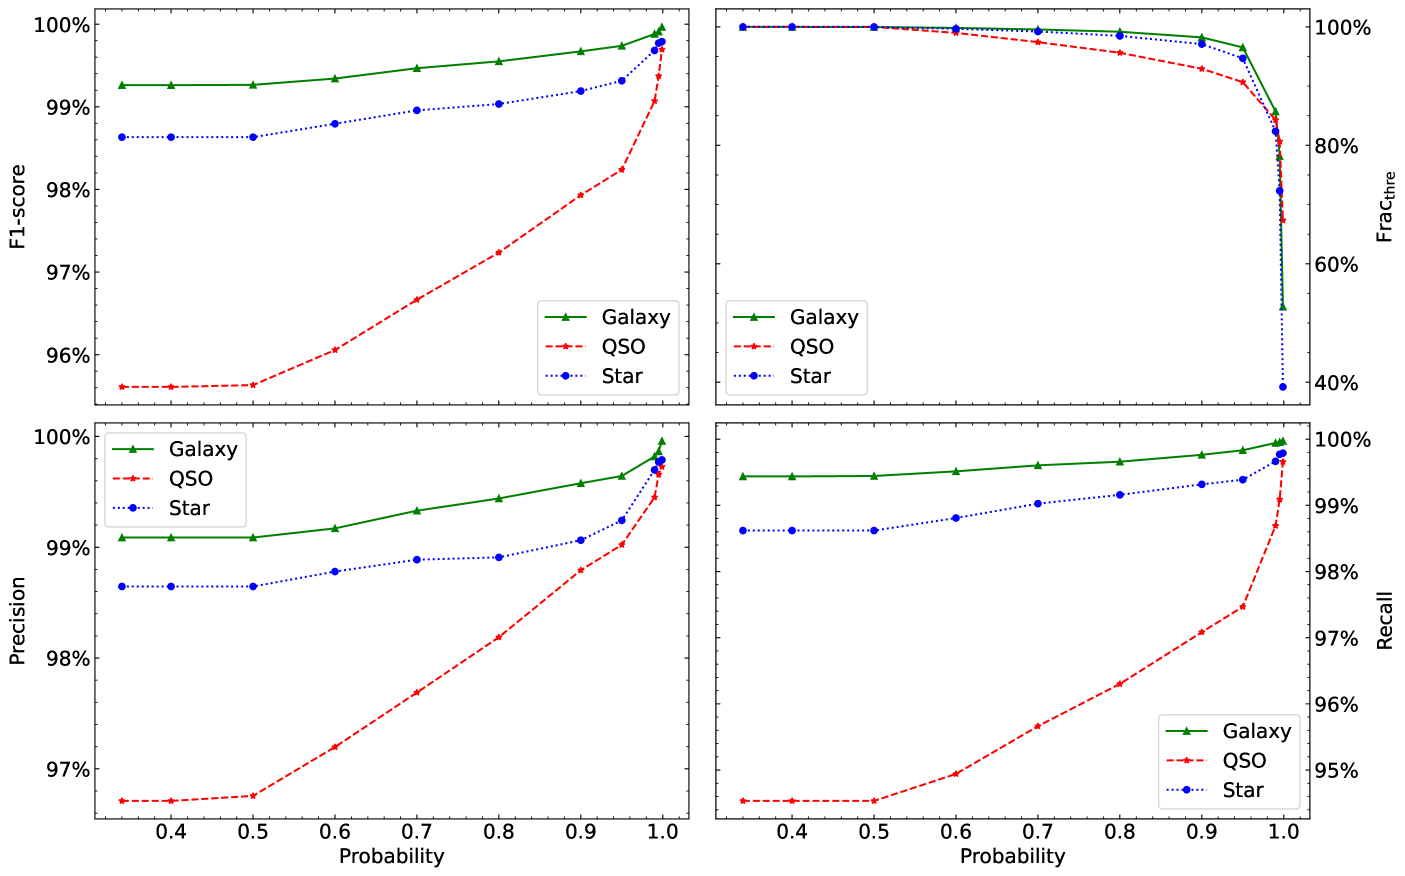 100%
99%
98%
97%
96%
F1-score
Galaxy
QSO
Star
100%
80%
60%
40%
Frac_thre
Galaxy
QSO
Star
100%
99%
98%
97%
Precision
Galaxy
QSO
Star
0.4 0.5 0.6 0.7 0.8 0.9 1.0
Probability
100%
99%
98%
97%
96%
95%
Recall
Galaxy
QSO
Star
0.4 0.5 0.6 0.7 0.8 0.9 1.0
Probability